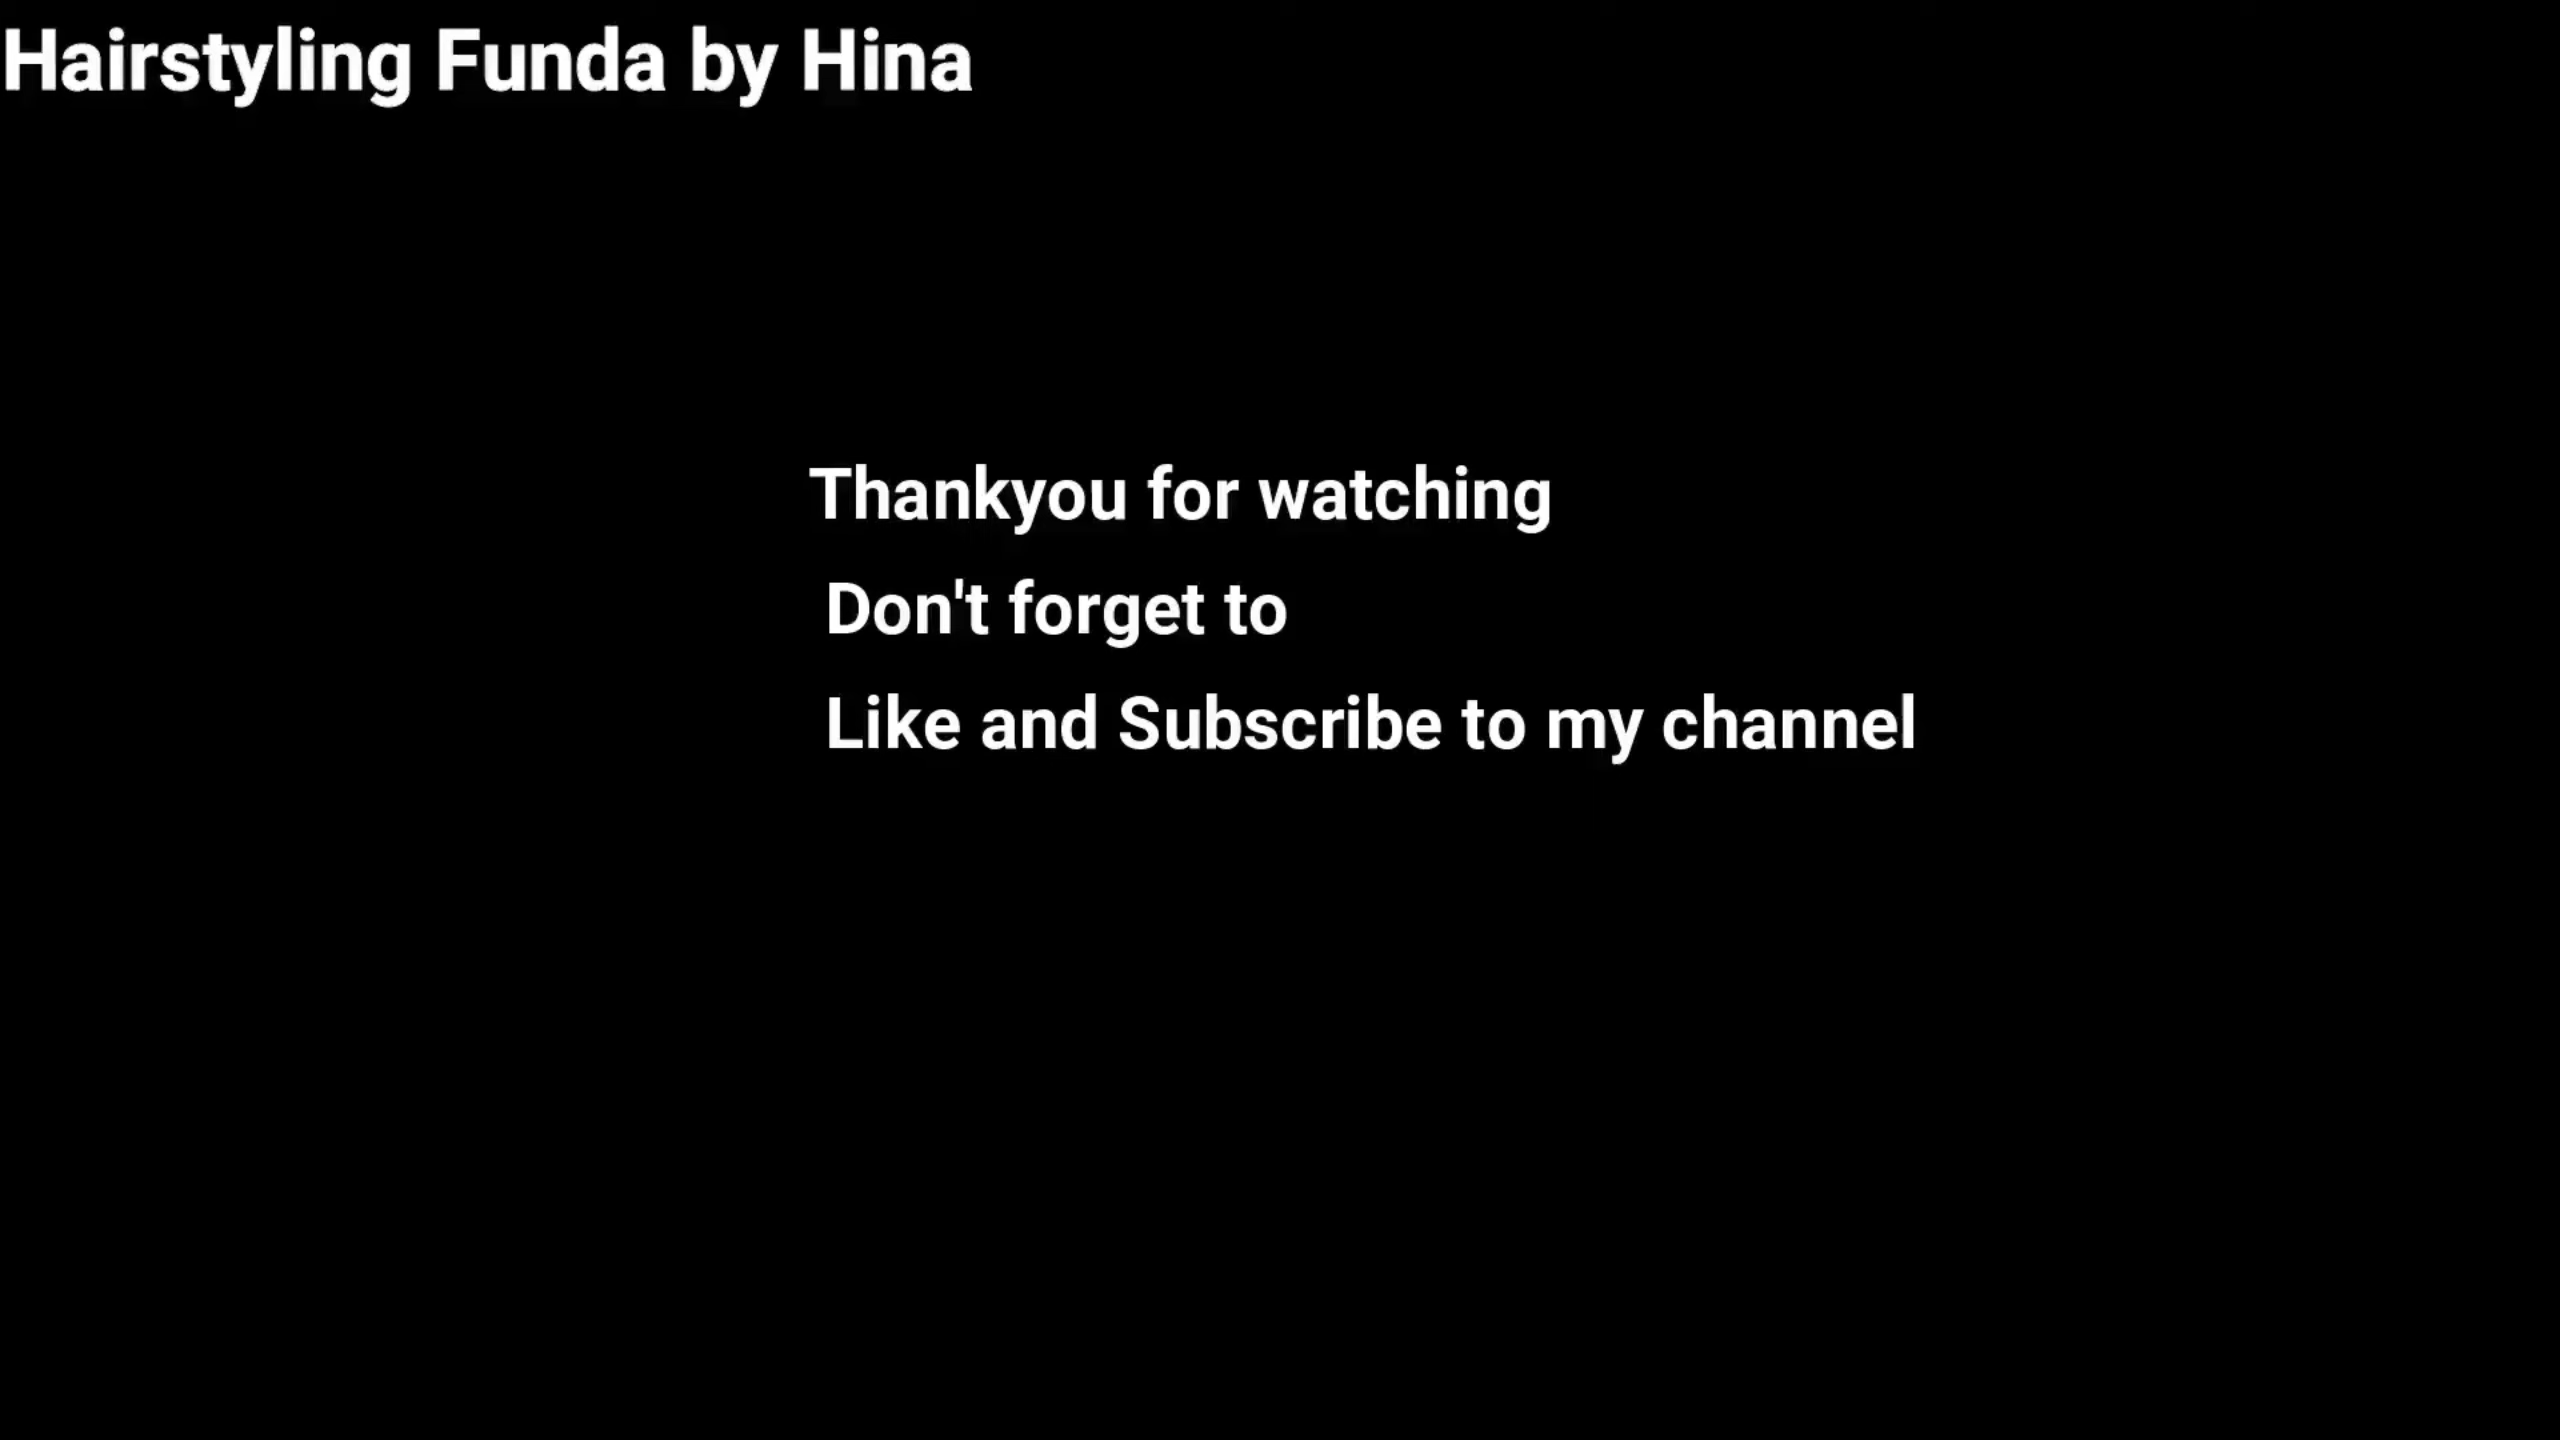 Hairstyling Funda by Hina
Thankyou for watching
Don't forget to
Like and Subscribe to my channel